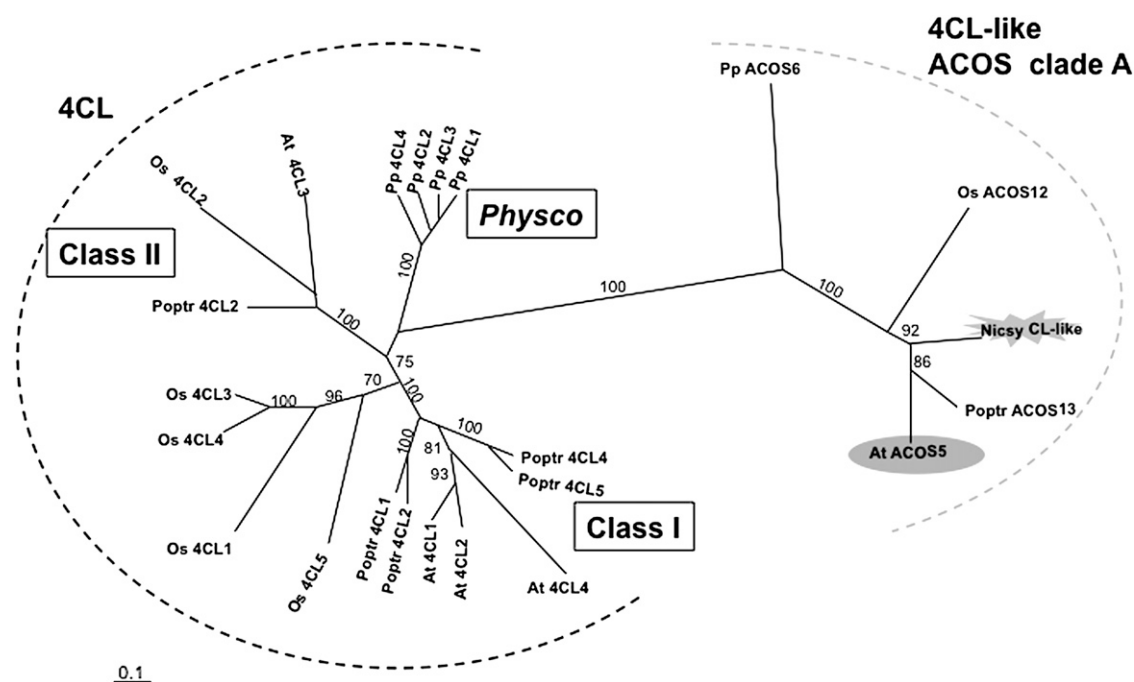 4CL-like
ACOS clade A
Pp ACOS6
4CL
Pp 4CL4
Pp 4CL2
Pp 4CL3
Pp 4CL1
At 4CL3
Os 4CL2
Physco
Os ACOS12
Class II
100
100
100
Poptr 4CL2
100
92
Nicsy CL-like
75
86
70
100
Os 4CL3
100
96
Poptr ACOS13
Os 4CL4
100
100
81
At ACOS5
Poptr 4CL4
93
Poptr 4CL5
Class I
Os 4CL1
Os 4CL5
Poptr 4CL1
Poptr 4CL2
At 4CL1
At 4CL2
At 4CL4
0.1